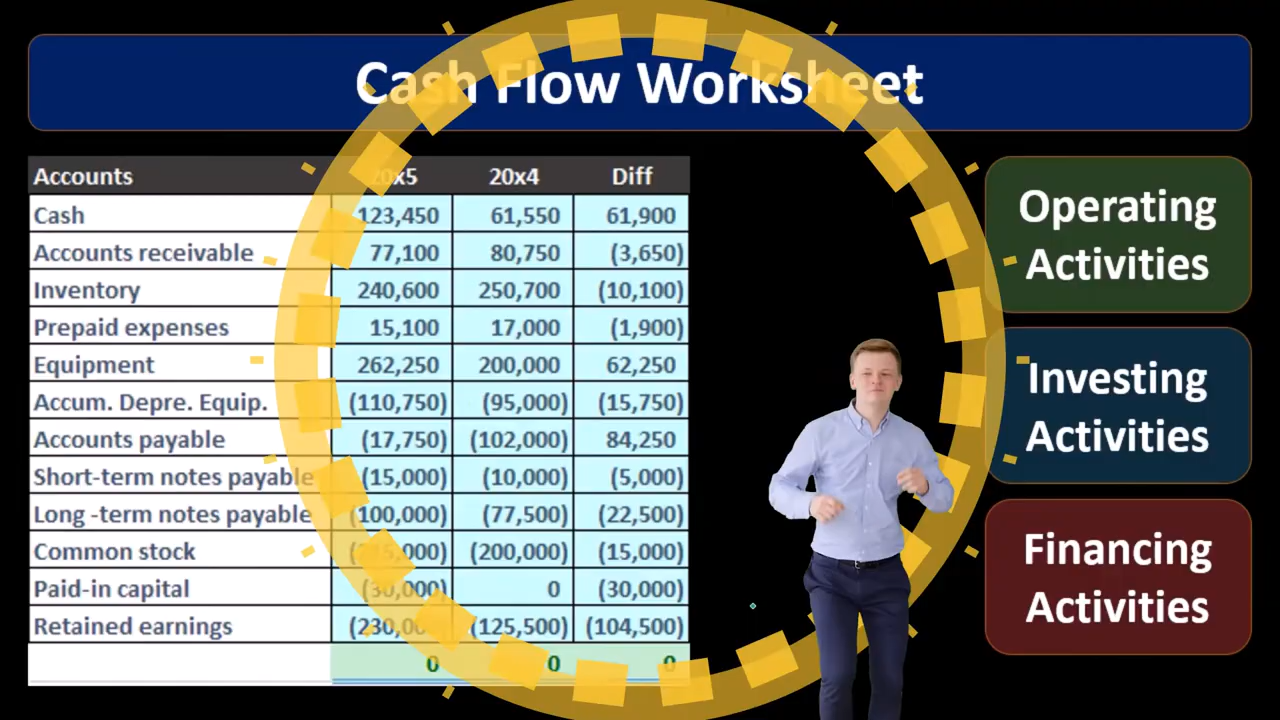 Cash Flow Worksheet
Accounts 20x5 20x4 Diff
Cash 123,450 61,550 61,900
Accounts receivable 77,100 80,750 (3,650)
Inventory 240,600 250,700 (10,100)
Prepaid expenses 15,100 17,000 (1,900)
Equipment 262,250 200,000 62,250
Accum. Depre. Equip. (110,750) (95,000) (15,750)
Accounts payable (17,750) (102,000) 84,250
Short-term notes payable (15,000) (10,000) (5,000)
Long -term notes payable (100,000) (77,500) (22,500)
Common stock (200,000) (15,000)
Paid-in capital (30,000) 0 (30,000)
Retained earnings (125,500) (104,500)
0 0 0
Operating
Activities
Investing
Activities
Financing
Activities